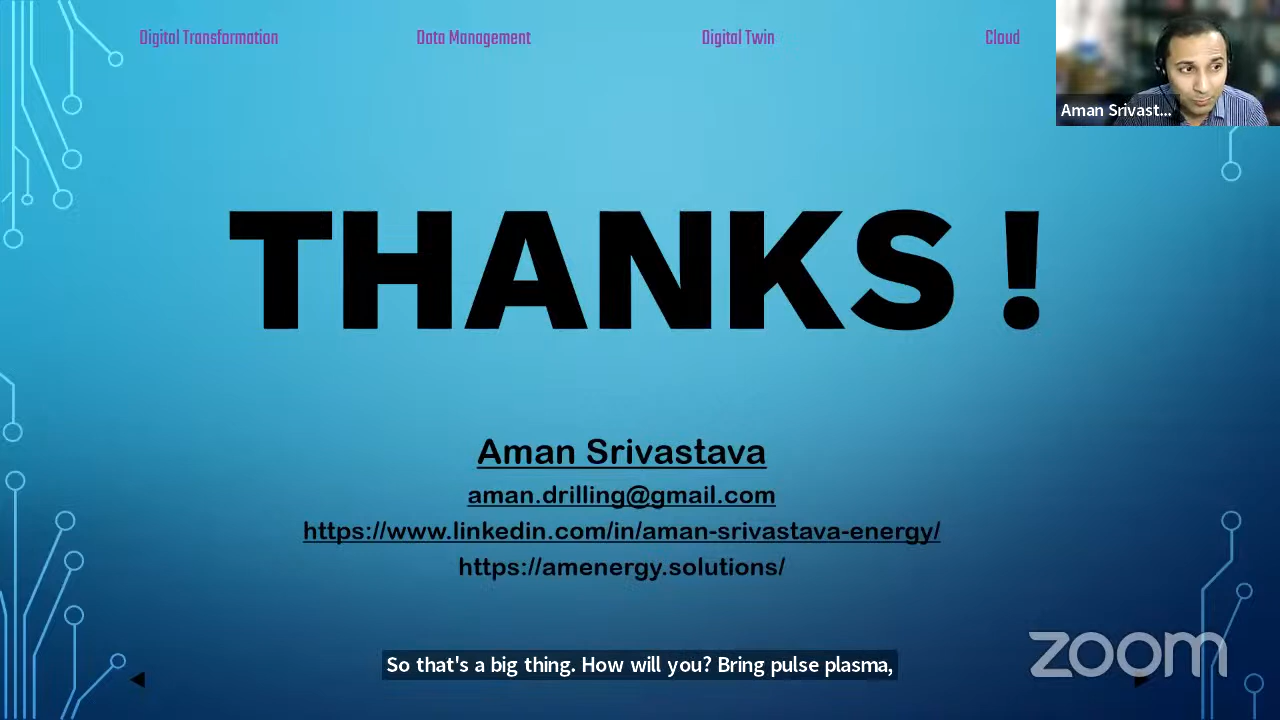 Digital Transformation
Data Management
Digital Twin
Cloud
Aman Srivast...
THANKS !
Aman Srivastava
aman.drilling@gmail.com
https://www.linkedin.com/in/aman-srivastava-energy/
https://amenergy.solutions/
So that's a big thing. How will you? Bring pulse plasma,
zoom